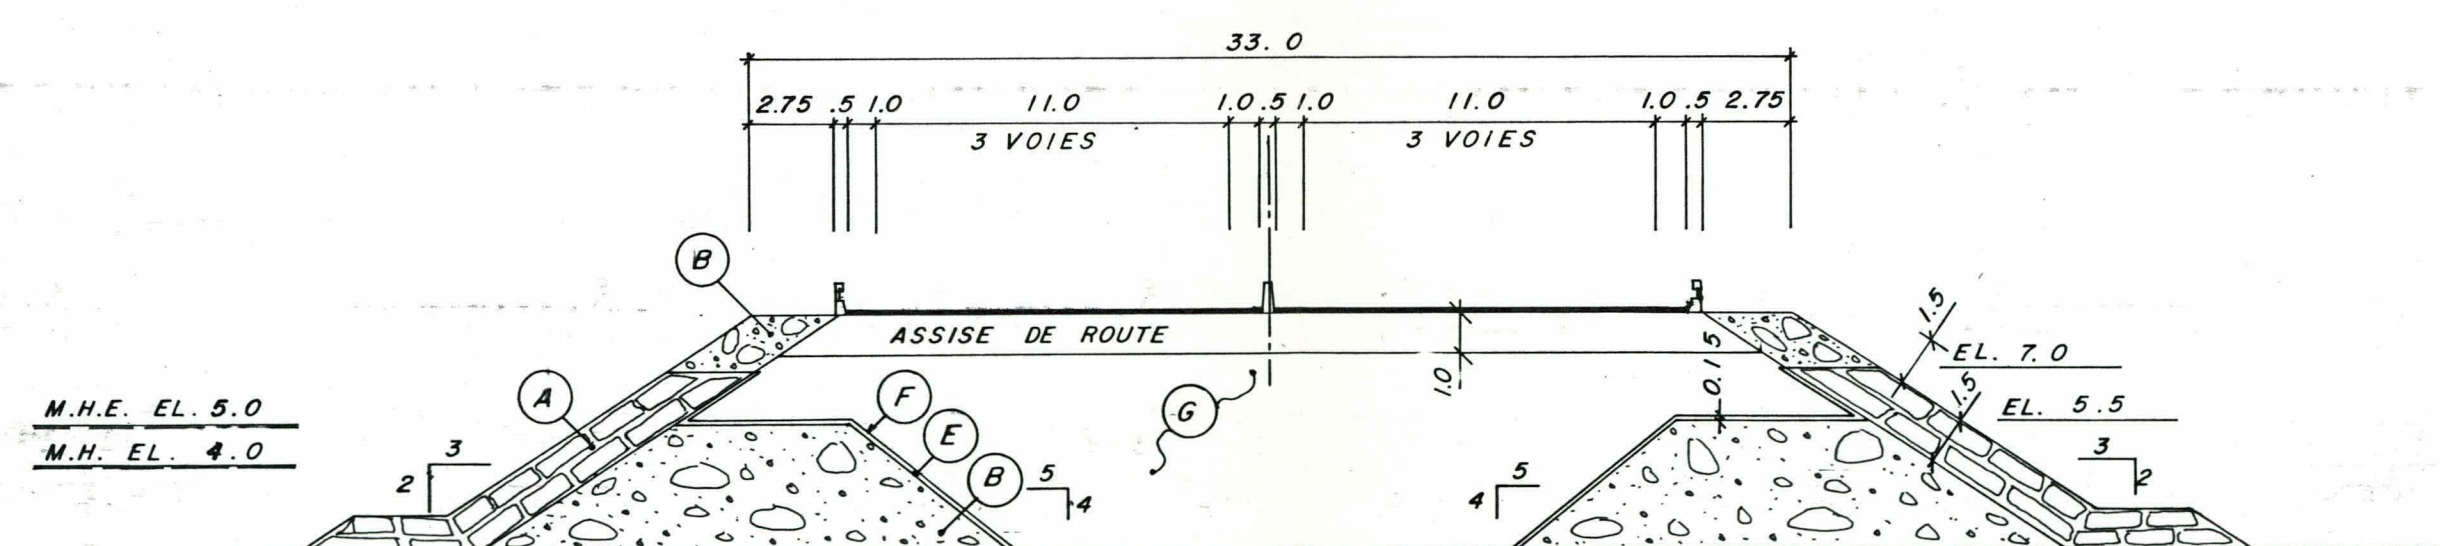 33.0
2.75 .5 1.0 11.0 1.0 .5 1.0 11.0 1.0 .5 2.75
3 VOIES 3 VOIES
B
ASSISE DE ROUTE
1.0
0.15
1.5
EL. 7.0
1.5
EL. 5.5
M.H.E. EL. 5.0
M.H. EL. 4.0
A
F
G
E
B
3
2
5
4
5
4
3
2